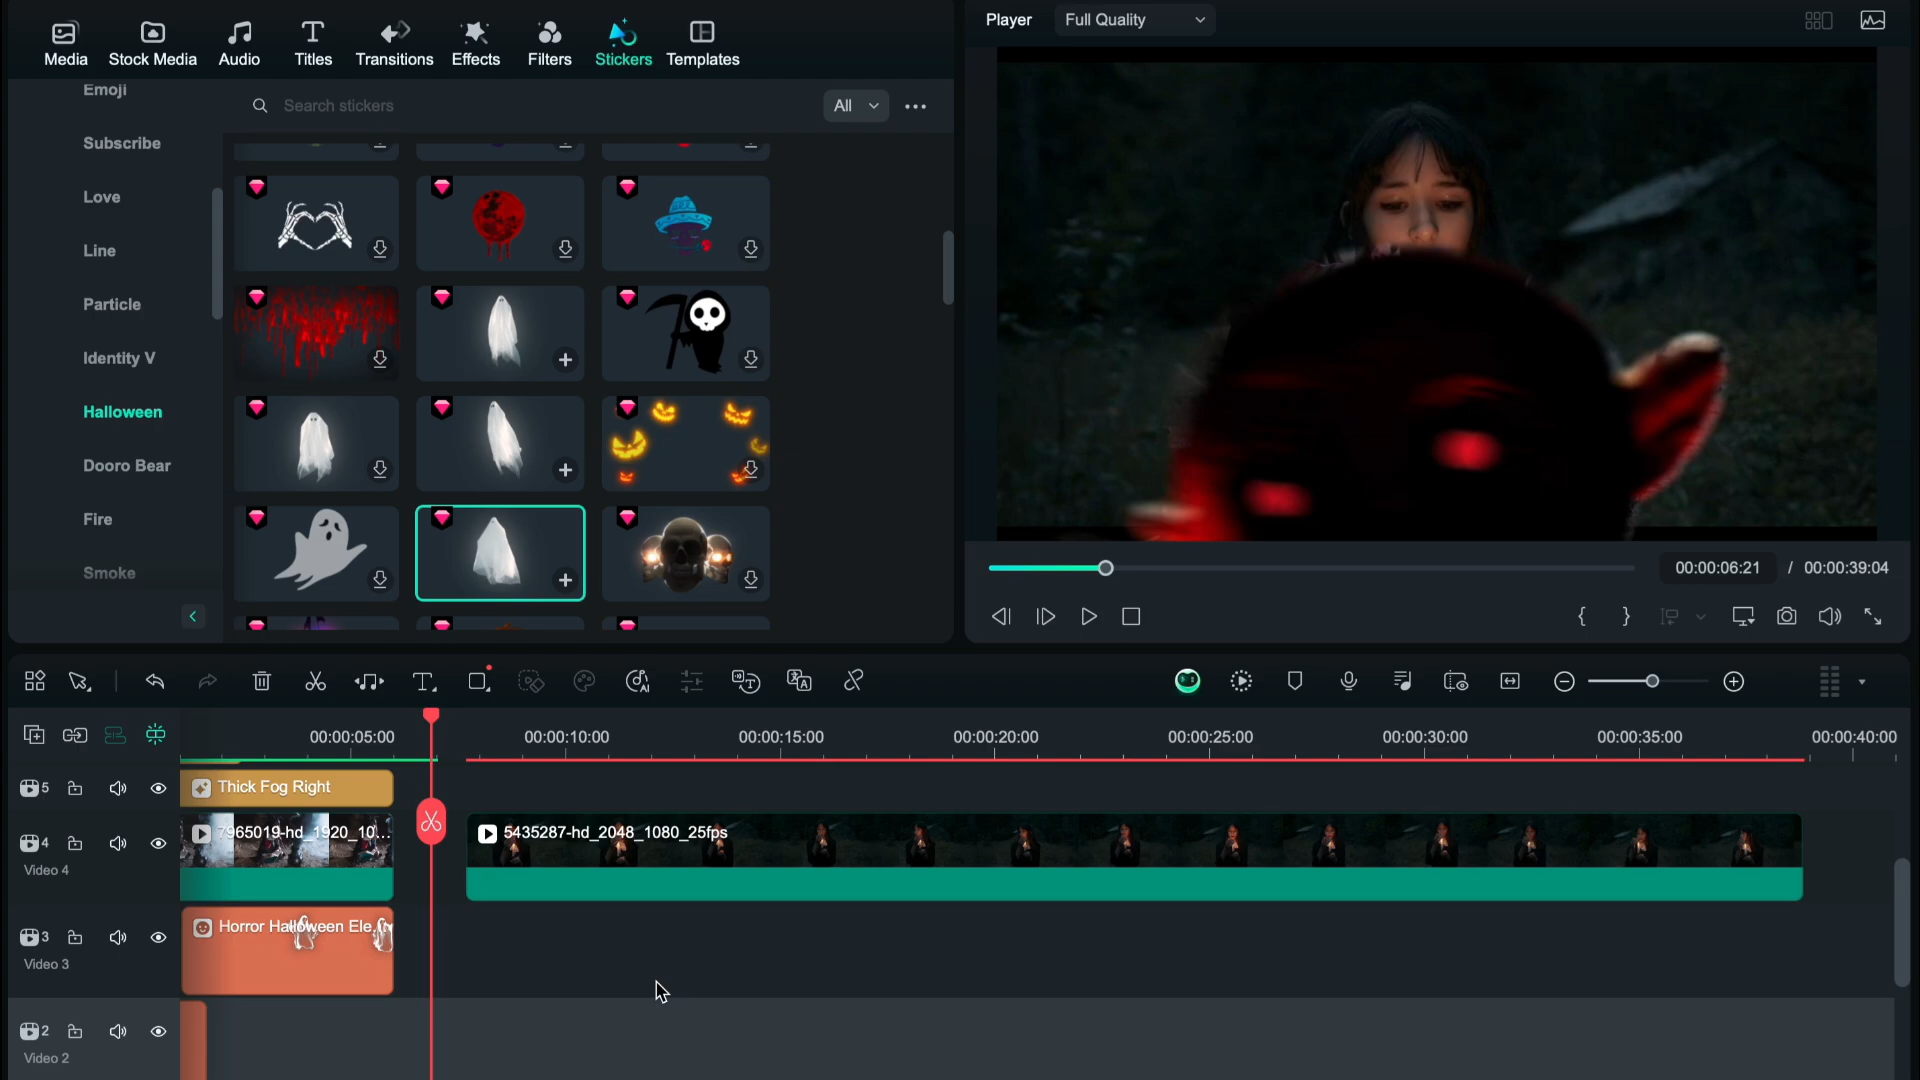 Media
Stock Media
Audio
Titles
Transitions
Effects
Filters
Stickers
Templates
Player
Full Quality
Emoji
Subscribe
Love
Line
Particle
Identity V
Halloween
Dooro Bear
Fire
Smoke
Search stickers
All
00:00:06:21 / 00:00:39:04
00:00:05:00
00:00:10:00
00:00:15:00
00:00:20:00
00:00:25:00
00:00:30:00
00:00:35:00
00:00:40:00
5
Thick Fog Right
4
Video 4
7965019-hd_1920_10...
5435287-hd_2048_1080_25fps
3
Video 3
Horror Halloween Ele...
2
Video 2